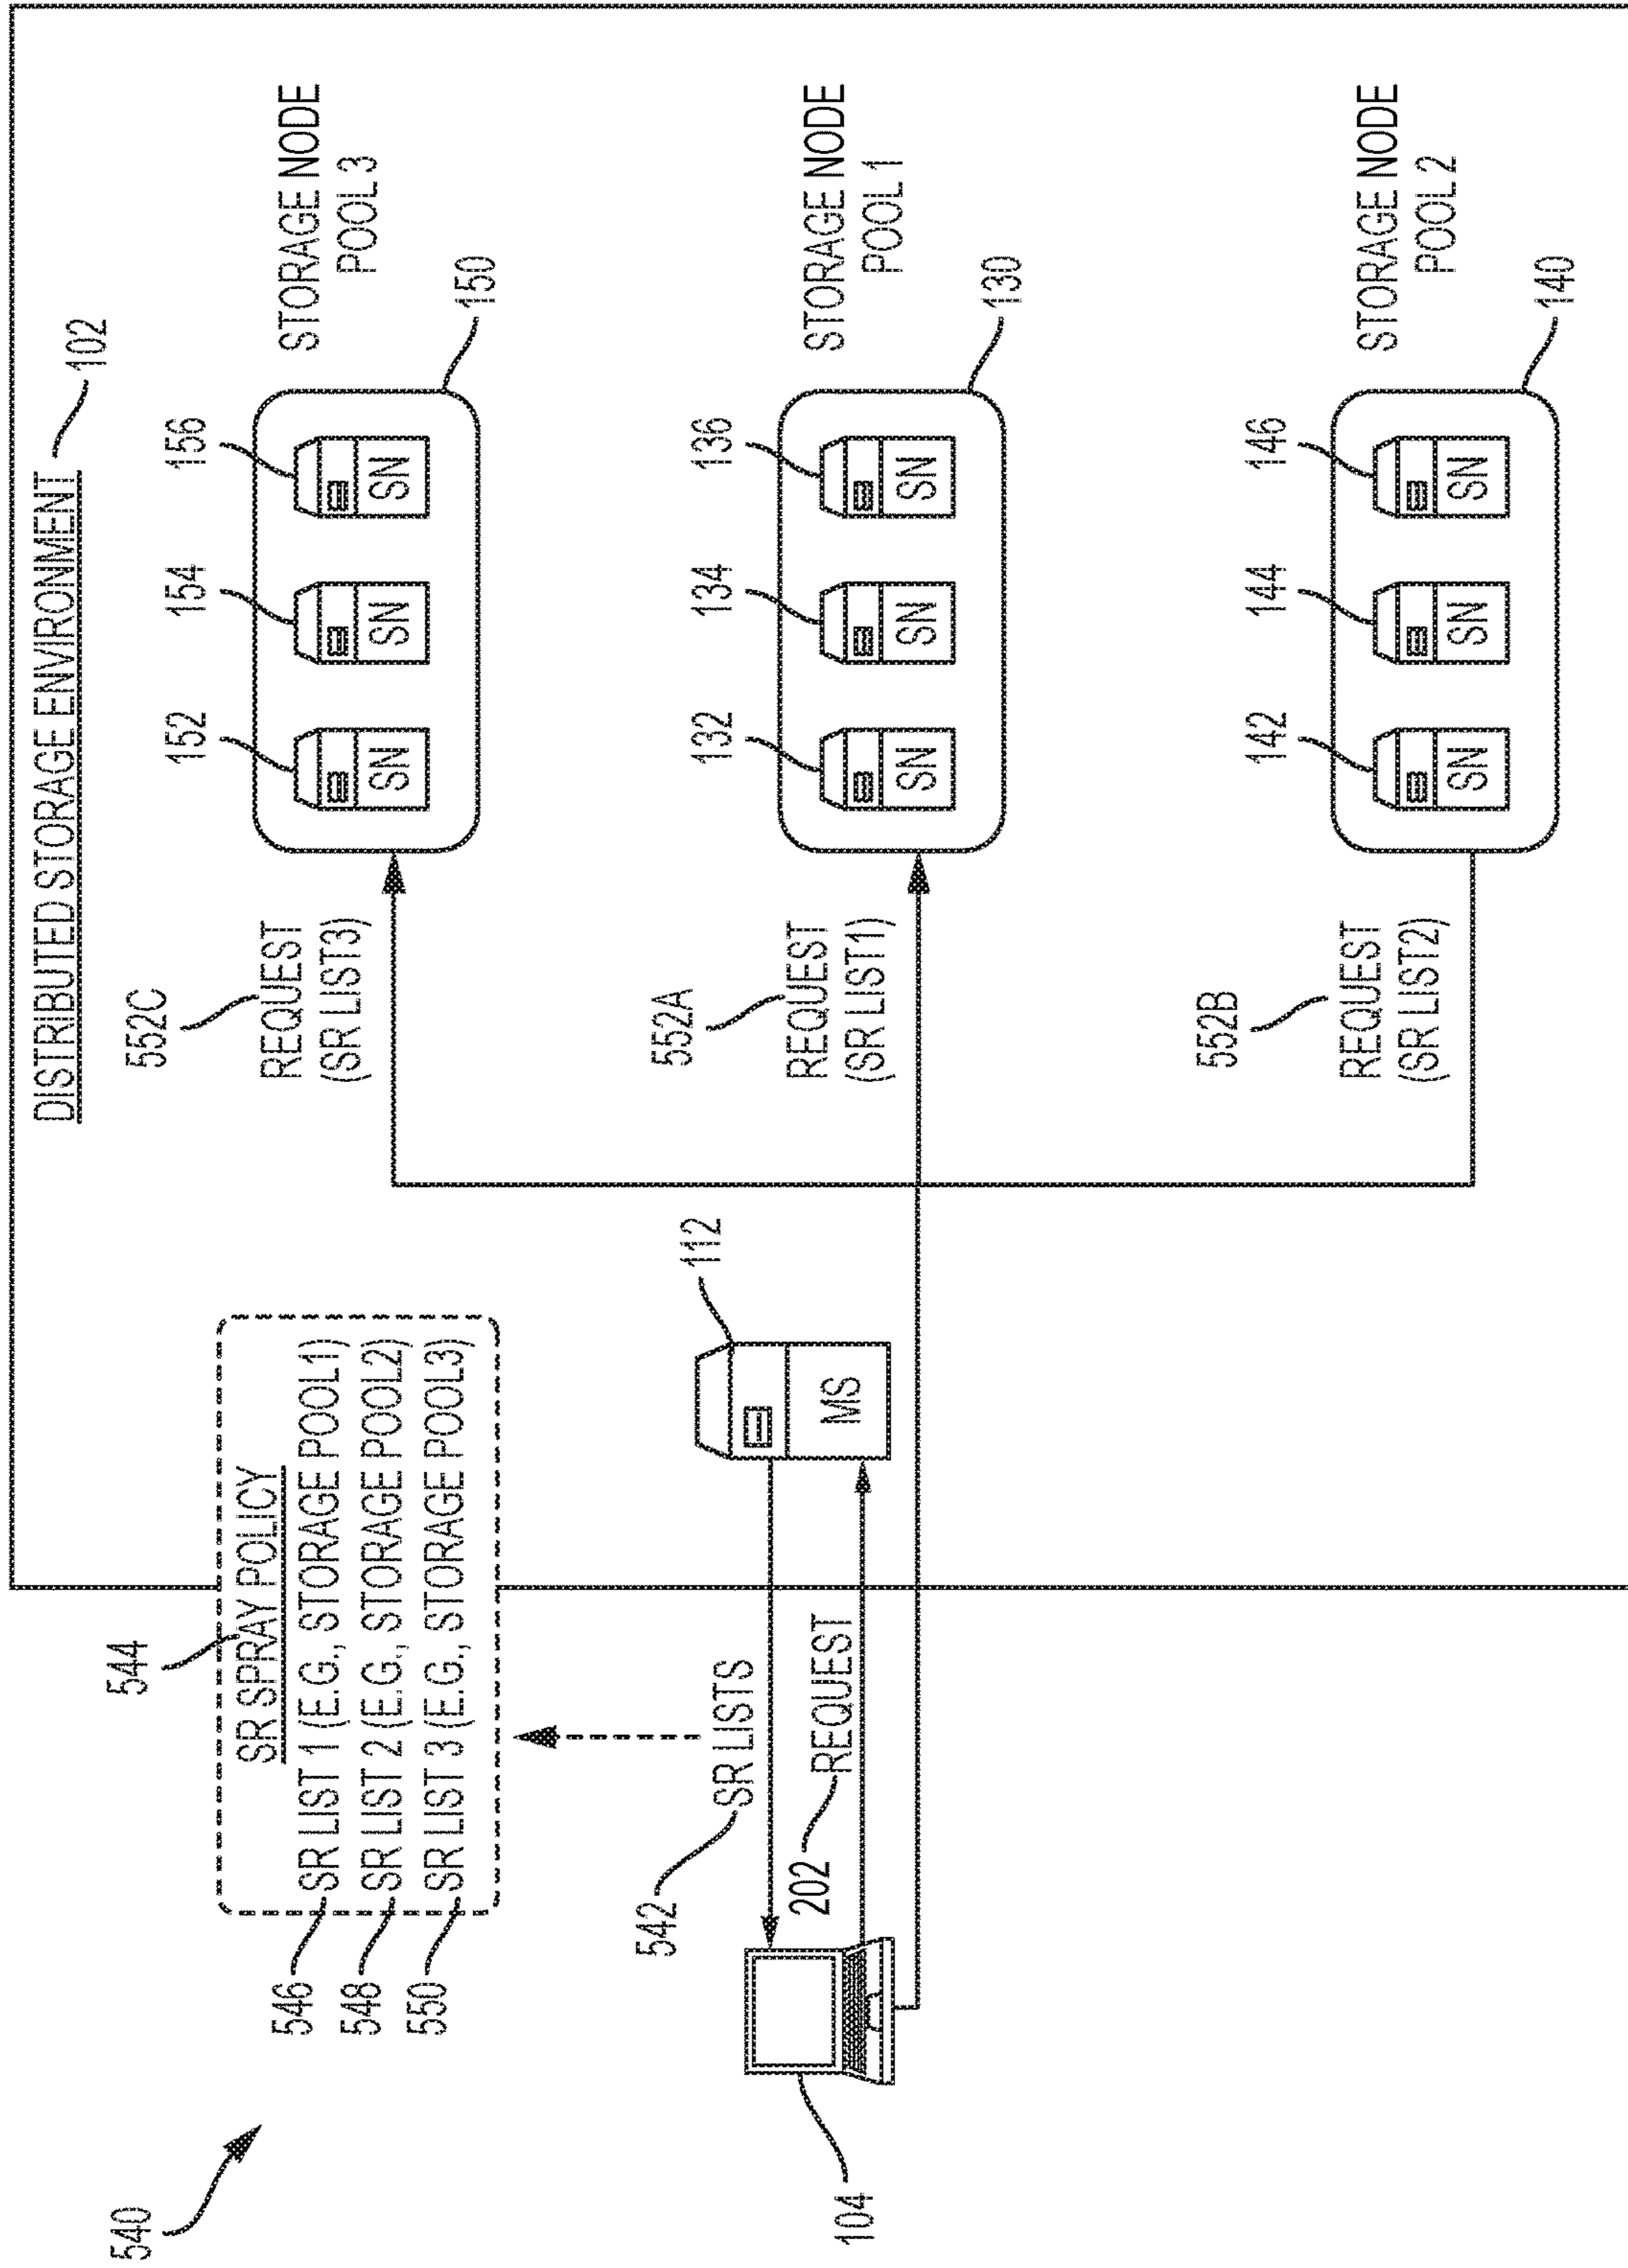 540
544
SR SPRAY POLICY
546
SR LIST 1 (E.G., STORAGE POOL1)
548
SR LIST 2 (E.G., STORAGE POOL2)
550
SR LIST 3 (E.G., STORAGE POOL3)
542
SR LISTS
202
REQUEST
104
112
MS
DISTRIBUTED STORAGE ENVIRONMENT
102
552C
REQUEST
(SR LIST3)
152
154
156
SN
SN
SN
150
STORAGE NODE
POOL 3
552A
REQUEST
(SR LIST1)
132
134
136
SN
SN
SN
130
STORAGE NODE
POOL 1
552B
REQUEST
(SR LIST2)
142
144
146
SN
SN
SN
140
STORAGE NODE
POOL 2